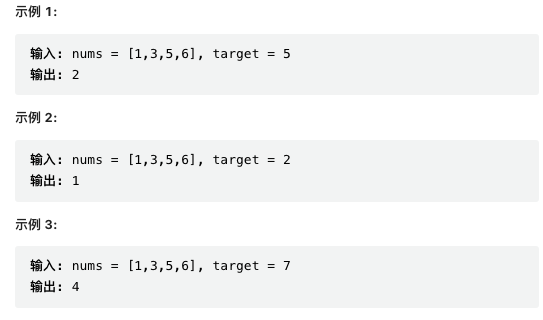 示例 1:
输入: nums = [1,3,5,6], target = 5
输出: 2
示例 2:
输入: nums = [1,3,5,6], target = 2
输出: 1
示例 3:
输入: nums = [1,3,5,6], target = 7
输出: 4